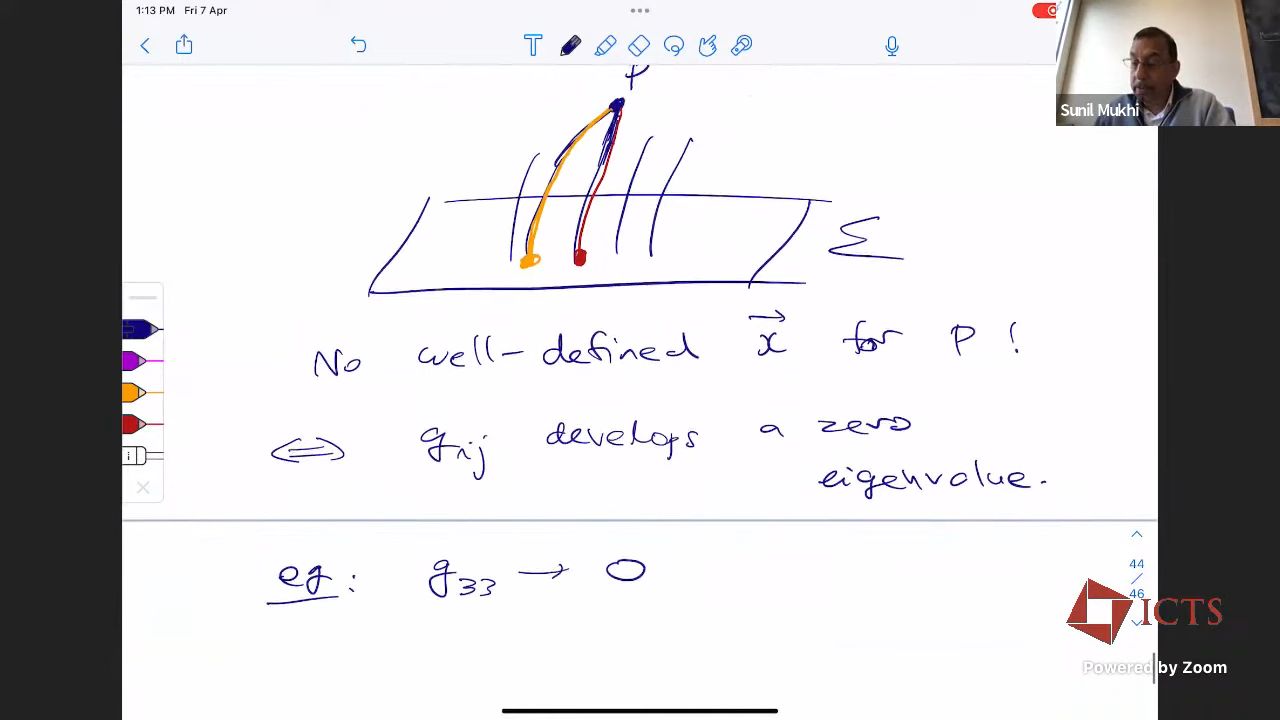 1:13 PM Fri 7 Apr
Sunil Mukhi
T
P
Σ
No well-defined x⃗ for P!
⟺ gij develops a zero
eigenvalue.
eg: g33 → 0
44
/
46
ICTS
Powered by Zoom